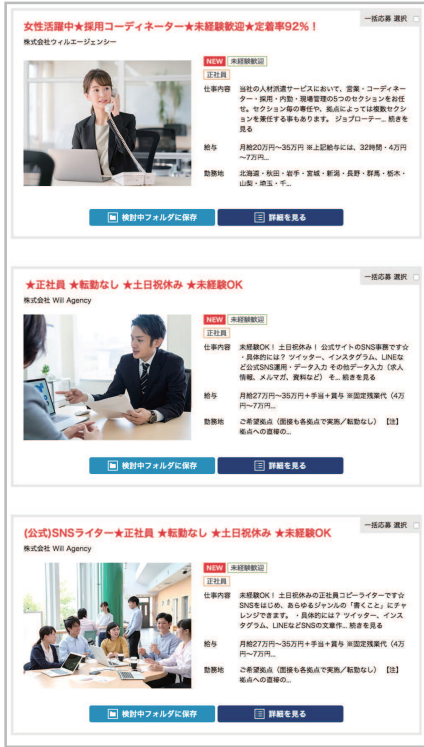 一括応募 選択
女性活躍中★採用コーディネーター★未経験歓迎★定着率92%！
株式会社ウィルエージェンシー
NEW 未経験歓迎
正社員
仕事内容 当社の人材派遣サービスにおいて、営業・コーディネー
ター・採用・内勤・現場管理の5つのセクションをお任
せ。セクション毎の専任や、拠点によっては複数セクシ
ョンを兼任する事もあります。 ジョブローテー... 続きを
見る
給与 月給20万円～35万円 ※上記給与には、32時間・4万円
～7万円...
勤務地 北海道・秋田・岩手・宮城・新潟・長野・群馬・栃木・
山梨・埼玉・千...
検討中フォルダに保存 詳細を見る
一括応募 選択
★正社員 ★転勤なし ★土日祝休み ★未経験OK
株式会社 Will Agency
NEW 未経験歓迎
正社員
仕事内容 未経験OK！ 土日祝休み！ 公式サイトのSNS事務です☆
・具体的には？ ツイッター、インスタグラム、LINEな
ど公式SNS運用・データ入力 その他データ入力（求人
情報、メルマガ、資料など） そ... 続きを見る
給与 月給27万円～35万円＋手当＋賞与 ※固定残業代（4万
円～7万円...
勤務地 ご希望拠点（面接も各拠点で実施／転勤なし） 【注】
拠点への直接の...
検討中フォルダに保存 詳細を見る
一括応募 選択
(公式)SNSライター★正社員 ★転勤なし ★土日祝休み ★未経験OK
株式会社 Will Agency
NEW 未経験歓迎
正社員
仕事内容 未経験OK！ 土日祝休みの正社員コピーライターです☆
SNSをはじめ、あらゆるジャンルの「書くこと」にチャ
レンジできます。 ・具体的には？ ツイッター、インス
タグラム、LINEなどSNSの文章作... 続きを見る
給与 月給27万円～35万円＋手当＋賞与 ※固定残業代（4万
円～7万円...
勤務地 ご希望拠点（面接も各拠点で実施／転勤なし） 【注】
拠点への直接の...
検討中フォルダに保存 詳細を見る